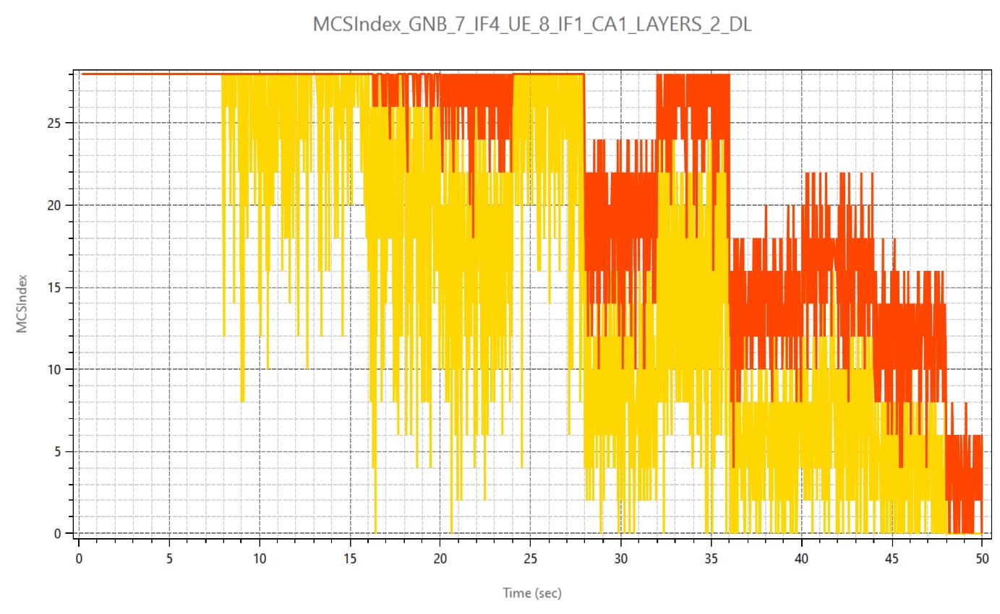 MCSIndex_GNB_7_IF4_UE_8_IF1_CA1_LAYERS_2_DL
25
20
15
10
5
0
MCSIndex
0 5 10 15 20 25 30 35 40 45 50
Time (sec)